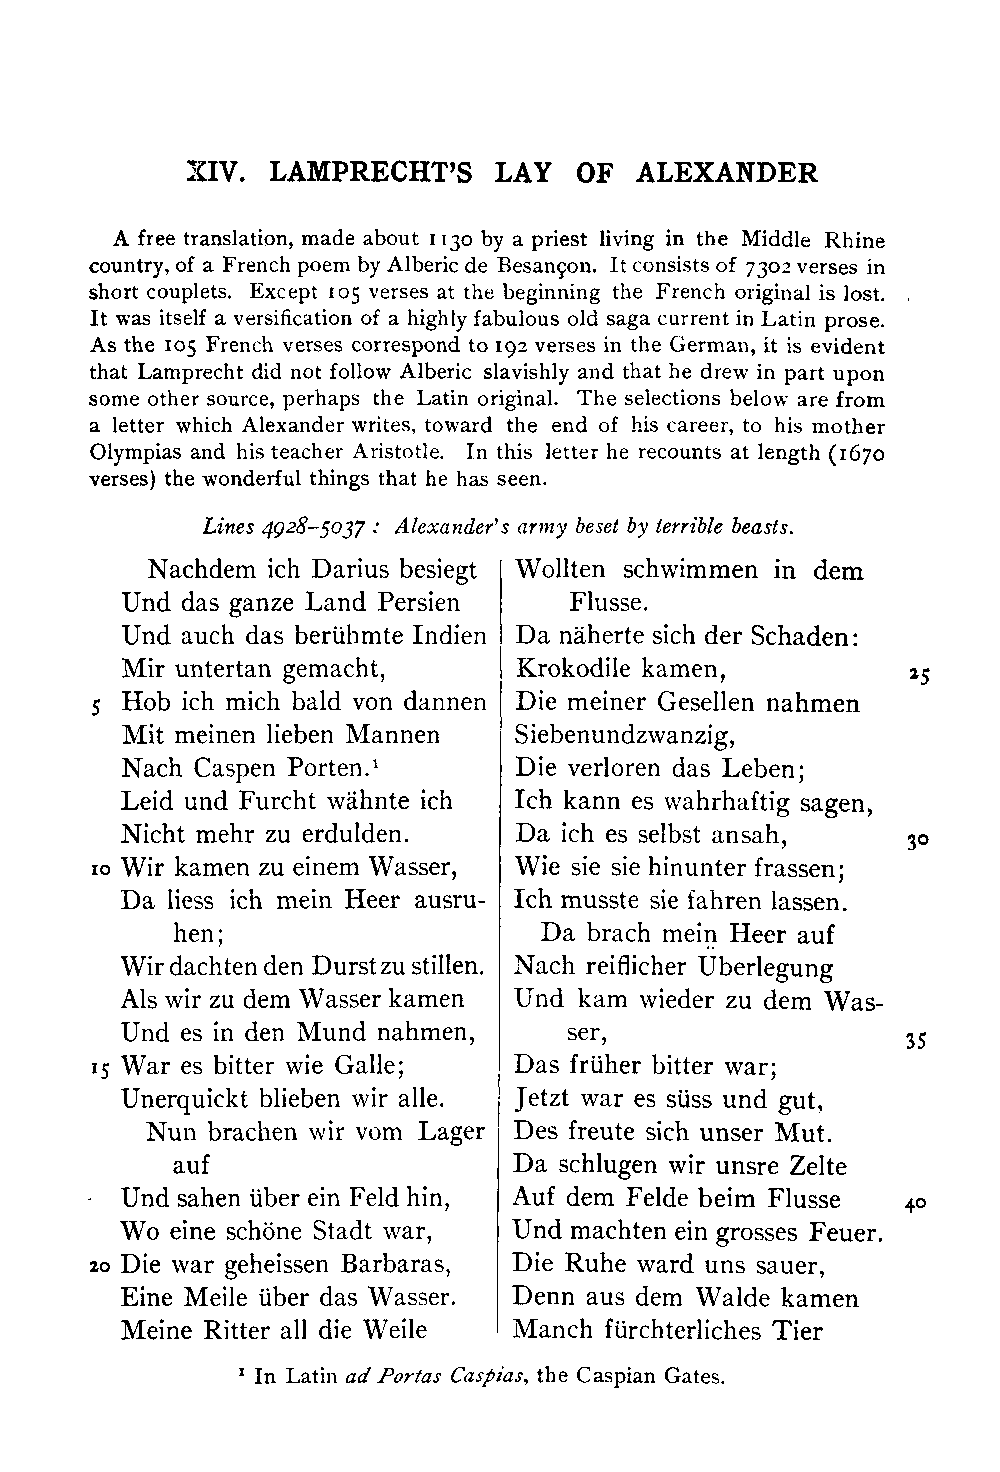 XIV. LAMPRECHT'S LAY OF ALEXANDER
A free translation, made about 1130 by a priest living in the Middle Rhine
country, of a French poem by Alberic de Besançon. It consists of 7302 verses in
short couplets. Except 105 verses at the beginning the French original is lost.
It was itself a versification of a highly fabulous old saga current in Latin prose.
As the 105 French verses correspond to 192 verses in the German, it is evident
that Lamprecht did not follow Alberic slavishly and that he drew in part upon
some other source, perhaps the Latin original. The selections below are from
a letter which Alexander writes, toward the end of his career, to his mother
Olympias and his teacher Aristotle. In this letter he recounts at length (1670
verses) the wonderful things that he has seen.
Lines 4928–5037 : Alexander's army beset by terrible beasts.
Nachdem ich Darius besiegt
Und das ganze Land Persien
Und auch das berühmte Indien
Mir untertan gemacht,
5 Hob ich mich bald von dannen
Mit meinen lieben Mannen
Nach Caspen Porten.¹
Leid und Furcht wähnte ich
Nicht mehr zu erdulden.
10 Wir kamen zu einem Wasser,
Da liess ich mein Heer ausru-
hen;
Wir dachten den Durst zu stillen.
Als wir zu dem Wasser kamen
Und es in den Mund nahmen,
15 War es bitter wie Galle;
Unerquickt blieben wir alle.
Nun brachen wir vom Lager
auf
Und sahen über ein Feld hin,
Wo eine schöne Stadt war,
20 Die war geheissen Barbaras,
Eine Meile über das Wasser.
Meine Ritter all die Weile
Wollten schwimmen in dem
Flusse.
Da näherte sich der Schaden:
Krokodile kamen, 25
Die meiner Gesellen nahmen
Siebenundzwanzig,
Die verloren das Leben;
Ich kann es wahrhaftig sagen,
Da ich es selbst ansah, 30
Wie sie sie hinunter frassen;
Ich musste sie fahren lassen.
Da brach mein Heer auf
Nach reiflicher Überlegung
Und kam wieder zu dem Was-
ser, 35
Das früher bitter war;
Jetzt war es süss und gut,
Des freute sich unser Mut.
Da schlugen wir unsre Zelte
Auf dem Felde beim Flusse 40
Und machten ein grosses Feuer.
Die Ruhe ward uns sauer,
Denn aus dem Walde kamen
Manch fürchterliches Tier
¹ In Latin ad Portas Caspias, the Caspian Gates.